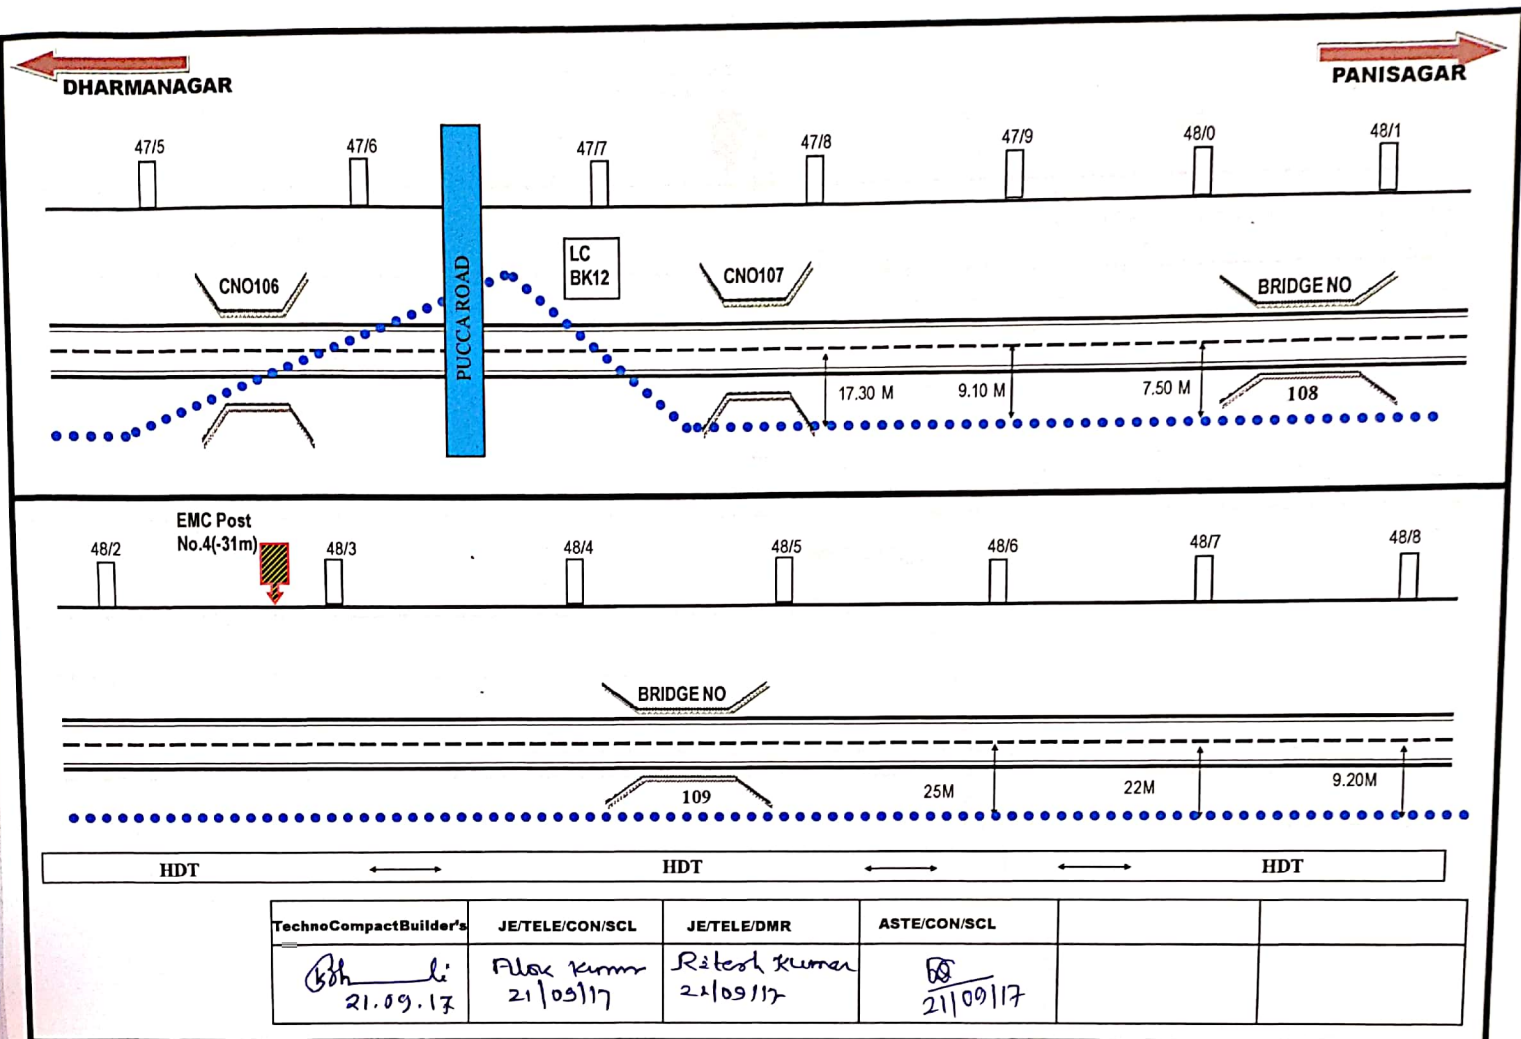 DHARMANAGAR
PANISAGAR
47/5
47/6
47/7
47/8
47/9
48/0
48/1
PUCCA ROAD
LC
BK12
CNO106
CNO107
BRIDGE NO
17.30 M
9.10 M
7.50 M
108
EMC Post
No.4(-31m)
48/2
48/3
48/4
48/5
48/6
48/7
48/8
BRIDGE NO
109
25M
22M
9.20M
HDT
HDT
HDT
TechnoCompactBuilder's
JE/TELE/CON/SCL
JE/TELE/DMR
ASTE/CON/SCL
21.09.17
Alok Kumar
21/09/17
Ritesh Kumar
21/09/17
21/09/17